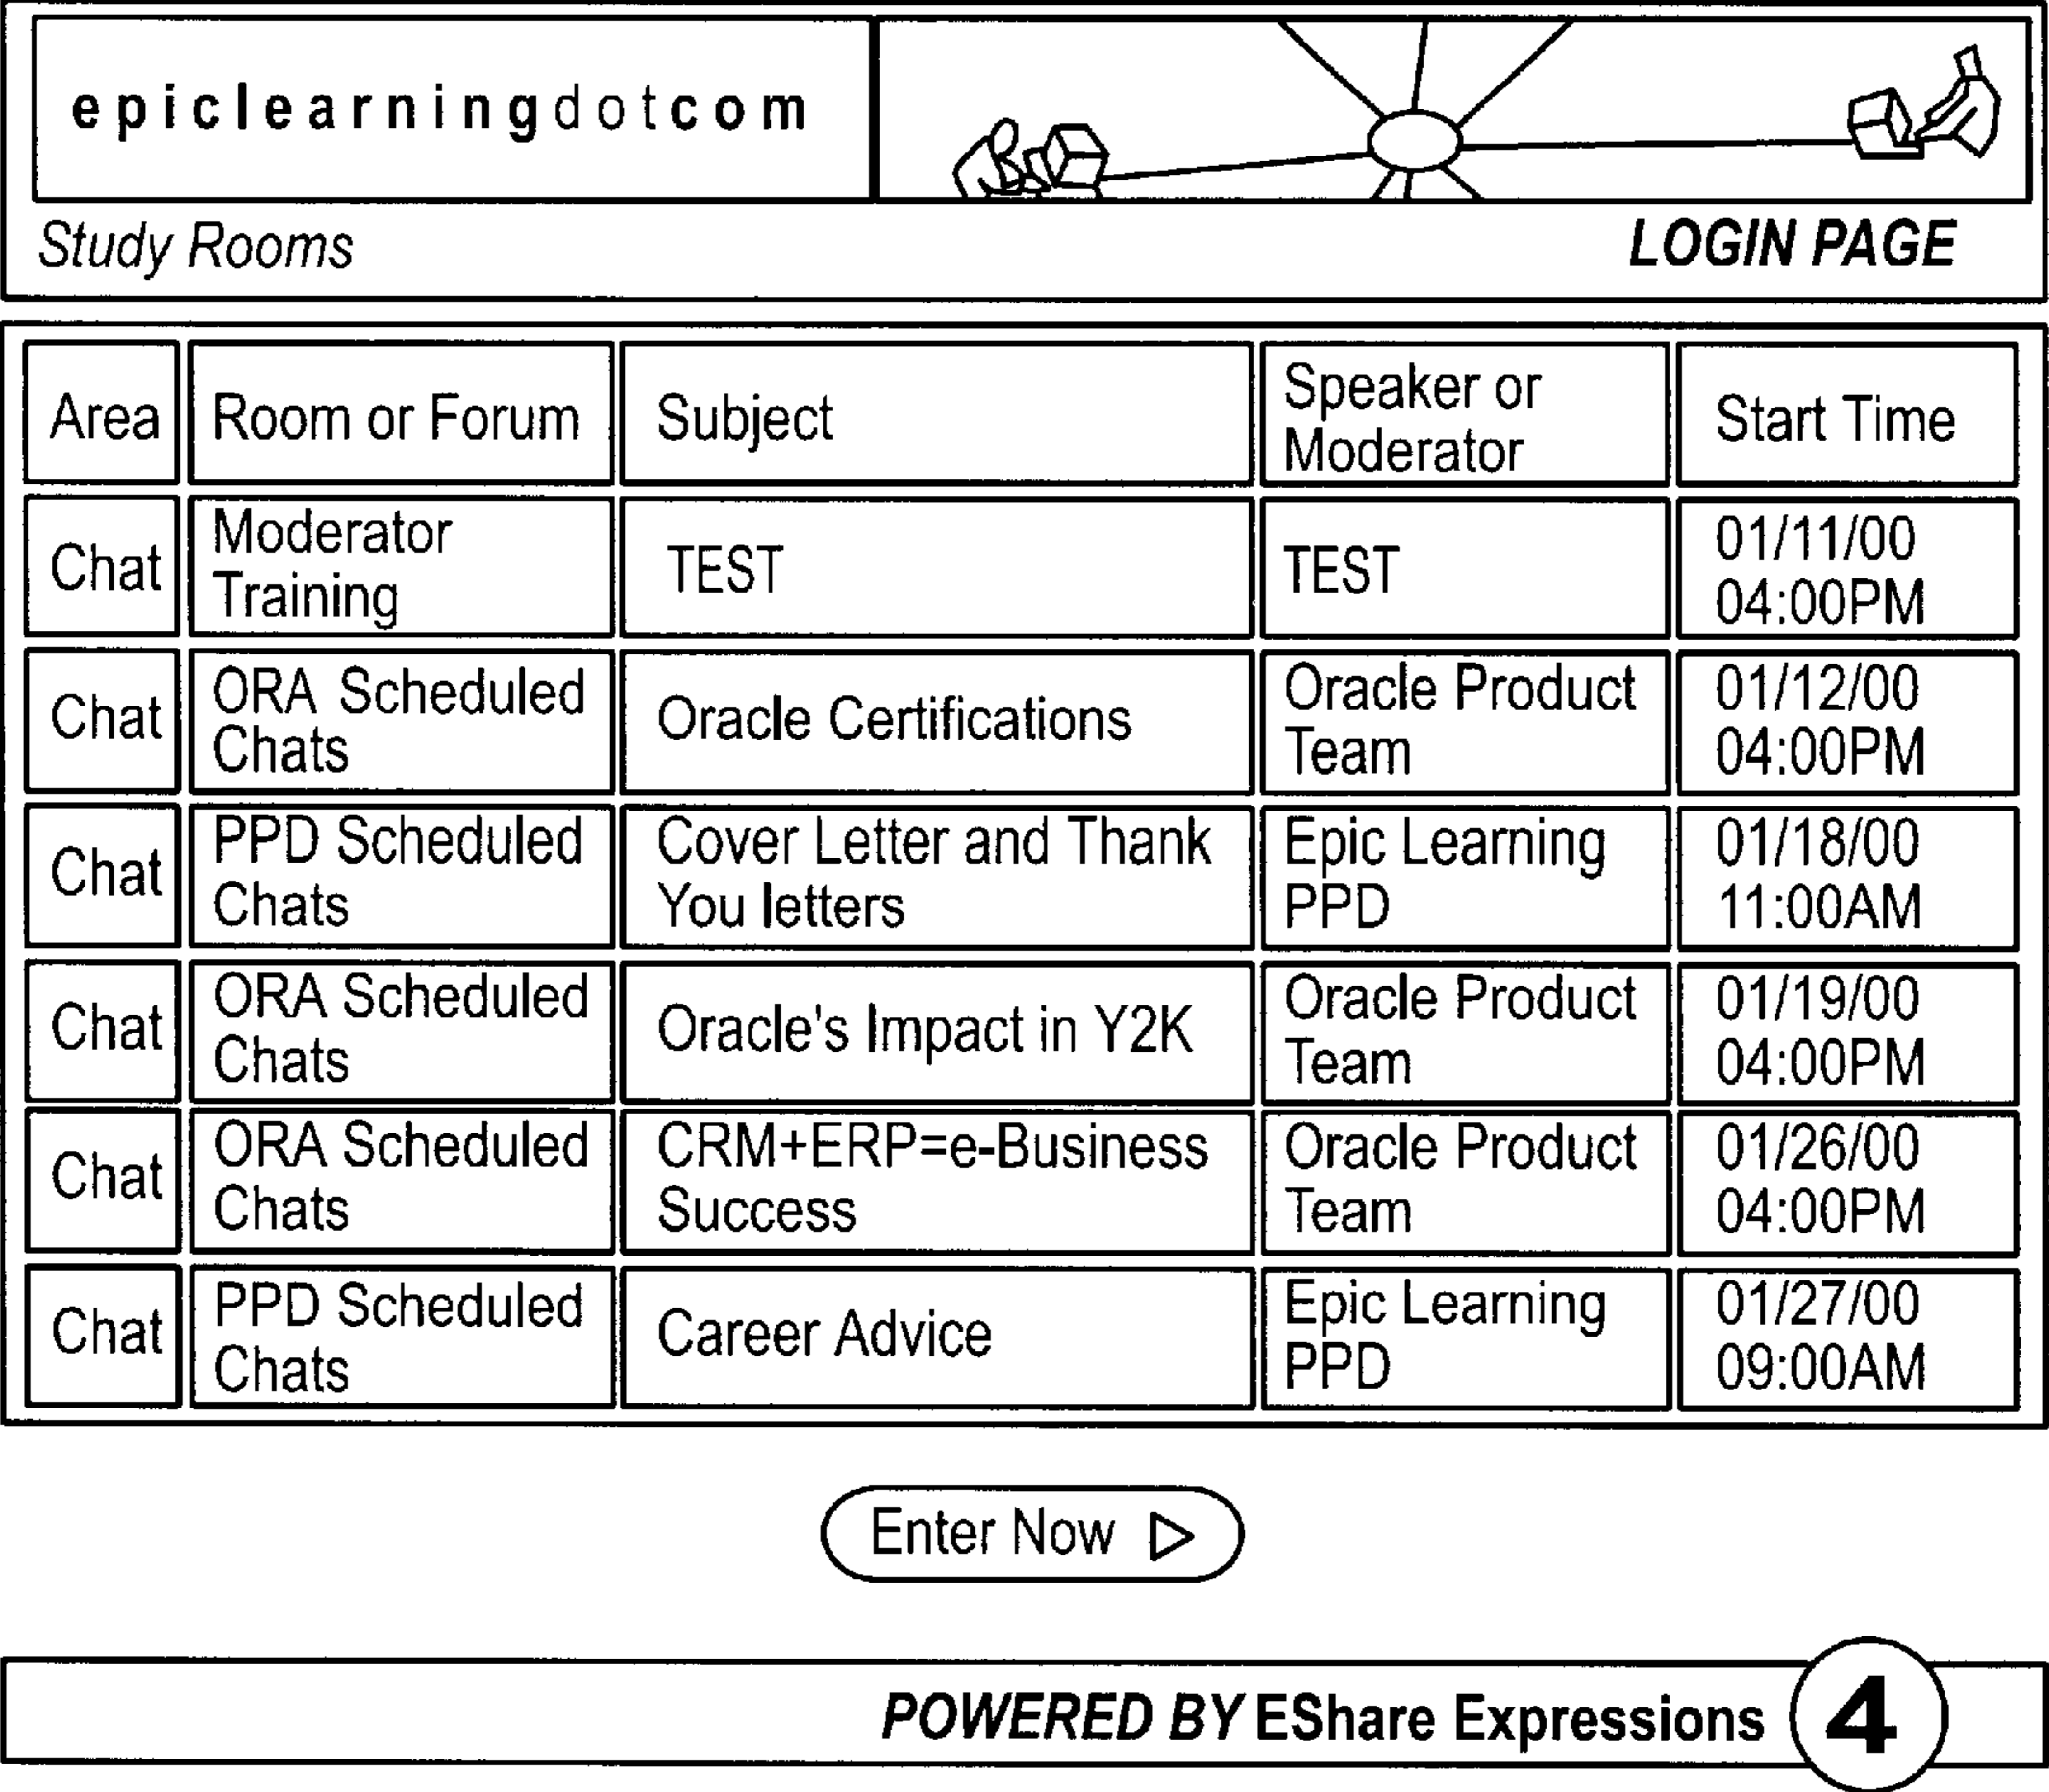 epiclearningdotcom
Study Rooms LOGIN PAGE
Area Room or Forum Subject Speaker or Moderator Start Time
Chat Moderator Training TEST TEST 01/11/00 04:00PM
Chat ORA Scheduled Chats Oracle Certifications Oracle Product Team 01/12/00 04:00PM
Chat PPD Scheduled Chats Cover Letter and Thank You letters Epic Learning PPD 01/18/00 11:00AM
Chat ORA Scheduled Chats Oracle's Impact in Y2K Oracle Product Team 01/19/00 04:00PM
Chat ORA Scheduled Chats CRM+ERP=e-Business Success Oracle Product Team 01/26/00 04:00PM
Chat PPD Scheduled Chats Career Advice Epic Learning PPD 01/27/00 09:00AM
Enter Now
POWERED BY EShare Expressions 4